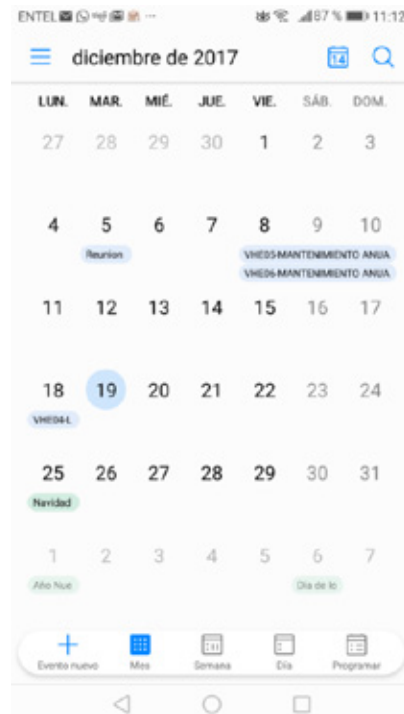 ENTEL ... 87 % 11:12
diciembre de 2017 14
LUN. MAR. MIÉ. JUE. VIE. SÁB. DOM.
27 28 29 30 1 2 3
4 5 6 7 8 9 10
Reunion VHE05-MANTENIMIENTO ANUA
VHE06-MANTENIMIENTO ANUA
11 12 13 14 15 16 17
18 19 20 21 22 23 24
VHE04-L
25 26 27 28 29 30 31
Navidad
1 2 3 4 5 6 7
Año Nue Dia de lo
Evento nuevo Mes Semana Día Programar